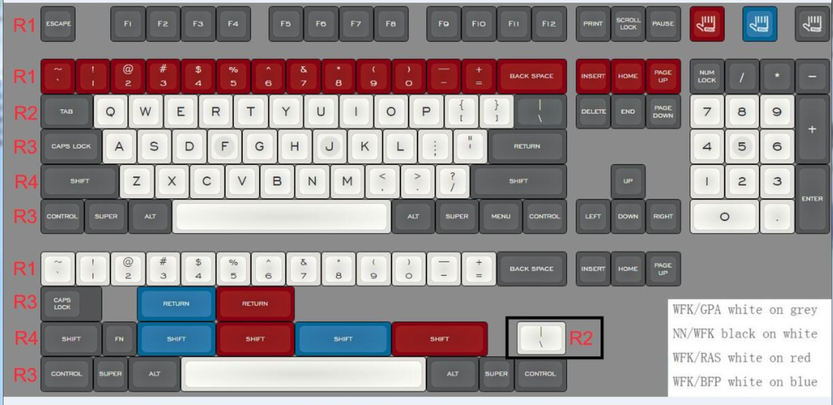 R1 ESCAPE F1 F2 F3 F4 F5 F6 F7 F8 F9 F10 F11 F12 PRINT SCROLL LOCK PAUSE
R1 ~ ` ! 1 @ 2 # 3 $ 4 % 5 ^ 6 & 7 * 8 ( 9 ) 0 — - + = BACK SPACE INSERT HOME PAGE UP NUM LOCK / * −
R2 TAB Q W E R T Y U I O P { [ } ] | \ DELETE END PAGE DOWN 7 8 9 +
R3 CAPS LOCK A S D F G H J K L : ; " ' RETURN 4 5 6
R4 SHIFT Z X C V B N M < , > . ? / SHIFT UP 1 2 3 ENTER
R3 CONTROL SUPER ALT ALT SUPER MENU CONTROL LEFT DOWN RIGHT 0 .
R1 ~ ` ! 1 @ 2 # 3 $ 4 % 5 ^ 6 & 7 * 8 ( 9 ) 0 — - + = BACK SPACE INSERT HOME PAGE UP
R3 CAPS LOCK RETURN RETURN
R4 SHIFT FN SHIFT SHIFT SHIFT SHIFT | \ R2
R3 CONTROL SUPER ALT ALT SUPER CONTROL
WFK/GPA white on grey
NN/WFK black on white
WFK/RAS white on red
WFK/BFP white on blue